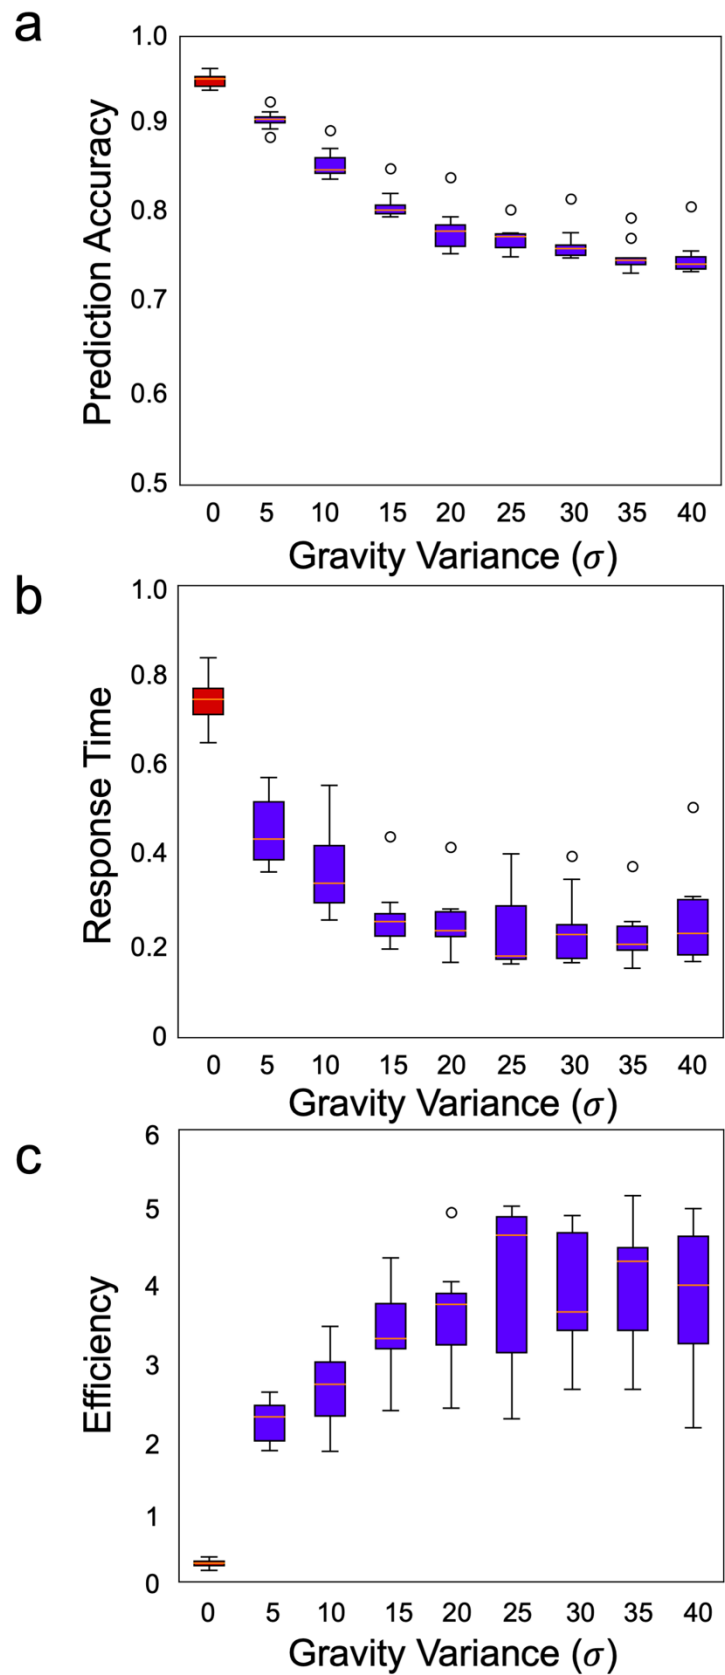 a
1.0
0.9
0.8
0.7
0.6
0.5
Prediction Accuracy
0 5 10 15 20 25 30 35 40
Gravity Variance (σ)
b
1.0
0.8
0.6
0.4
0.2
0
Response Time
0 5 10 15 20 25 30 35 40
Gravity Variance (σ)
c
6
5
4
3
2
1
0
Efficiency
0 5 10 15 20 25 30 35 40
Gravity Variance (σ)